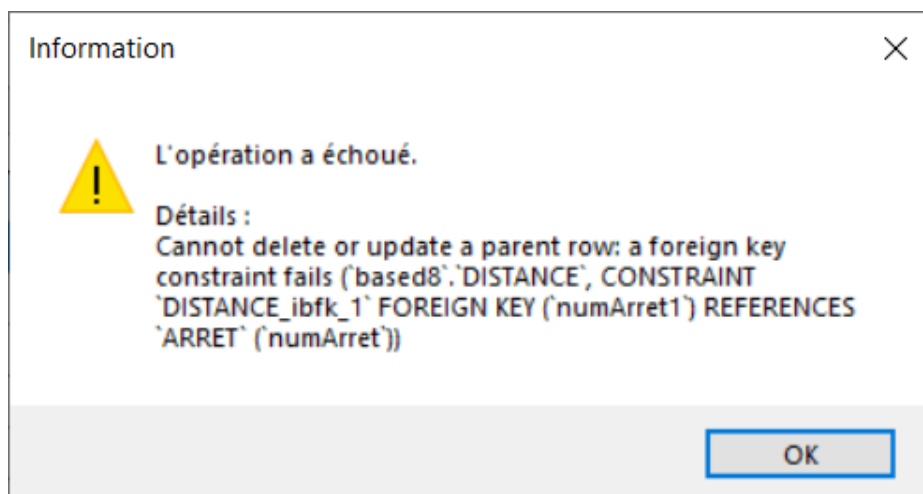 Information
L'opération a échoué.
Détails :
Cannot delete or update a parent row: a foreign key
constraint fails (`based8`.`DISTANCE`, CONSTRAINT
`DISTANCE_ibfk_1` FOREIGN KEY (`numArret1`) REFERENCES
`ARRET` (`numArret`))
OK